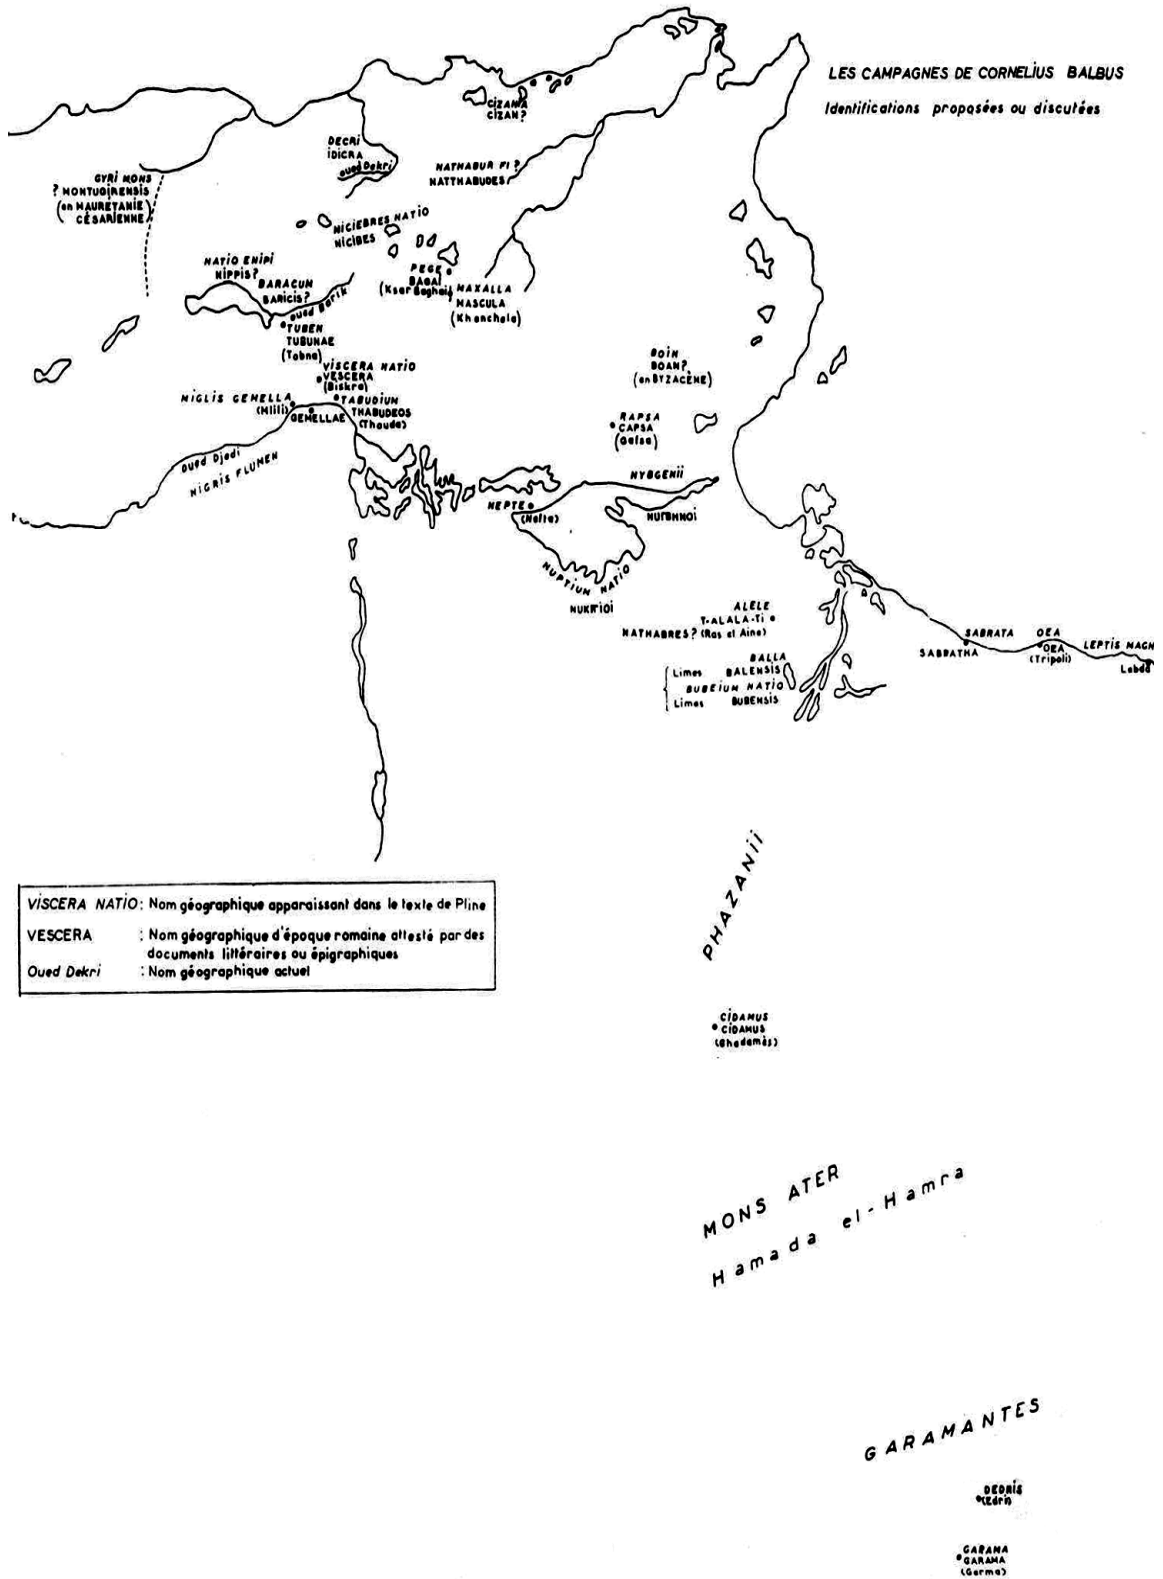 LES CAMPAGNES DE CORNELIUS BALBUS
Identifications proposées ou discutées
CIZANIA
CIZAN?
DECRI
IDICRA
oued Dekri
NATHABUR FI ?
NATTHABUDES
GYRI MONS
? MONTUGIRENSIS
(en MAURETANIE
CÉSARIENNE)
NICIEBRES NATIO
NICIBES
NATIO ENIPI
NIPPIS?
BARACUM
BARICIS?
oued Barik
PEGE
BAGAI
(Ksar Baghai)
MAXALLA
MASCULA
(Khenchela)
TUBEN
TUBUNAE
(Tobna)
VISCERA NATIO
VESCERA
(Biskra)
TABUDIUM
THABUDEOS
(Thouda)
NIGLIS GEMELLA
(Mlili)
GEMELLAE
BOIN
BOAN?
(en BYZACÈNE)
RAPSA
CAPSA
(Gafsa)
Oued Djedi
NIGRIS FLUMEN
NYBGENII
NEPTE
(Nefta)
NUPTIUM NATIO
ALELE
T-ALALA-Ti
NATHABRES? (Ras el Aine)
SABRATA
SABRATHA
OEA
OEA
(Tripoli)
LEPTIS MAGN
Lebda
BALLA
Limes BALENSIS
BUBEIUM NATIO
Limes BUBENSIS
PHAZANII
VISCERA NATIO : Nom géographique apparaissant dans le texte de Pline
VESCERA : Nom géographique d'époque romaine attesté par des
documents littéraires ou épigraphiques
Oued Dekri : Nom géographique actuel
CIDAMUS
CIDAMUS
(Ghadamès)
MONS ATER
Hamada el-Hamra
GARAMANTES
DEDRIS
(Edri)
GARAMA
GARAMA
(Germa)